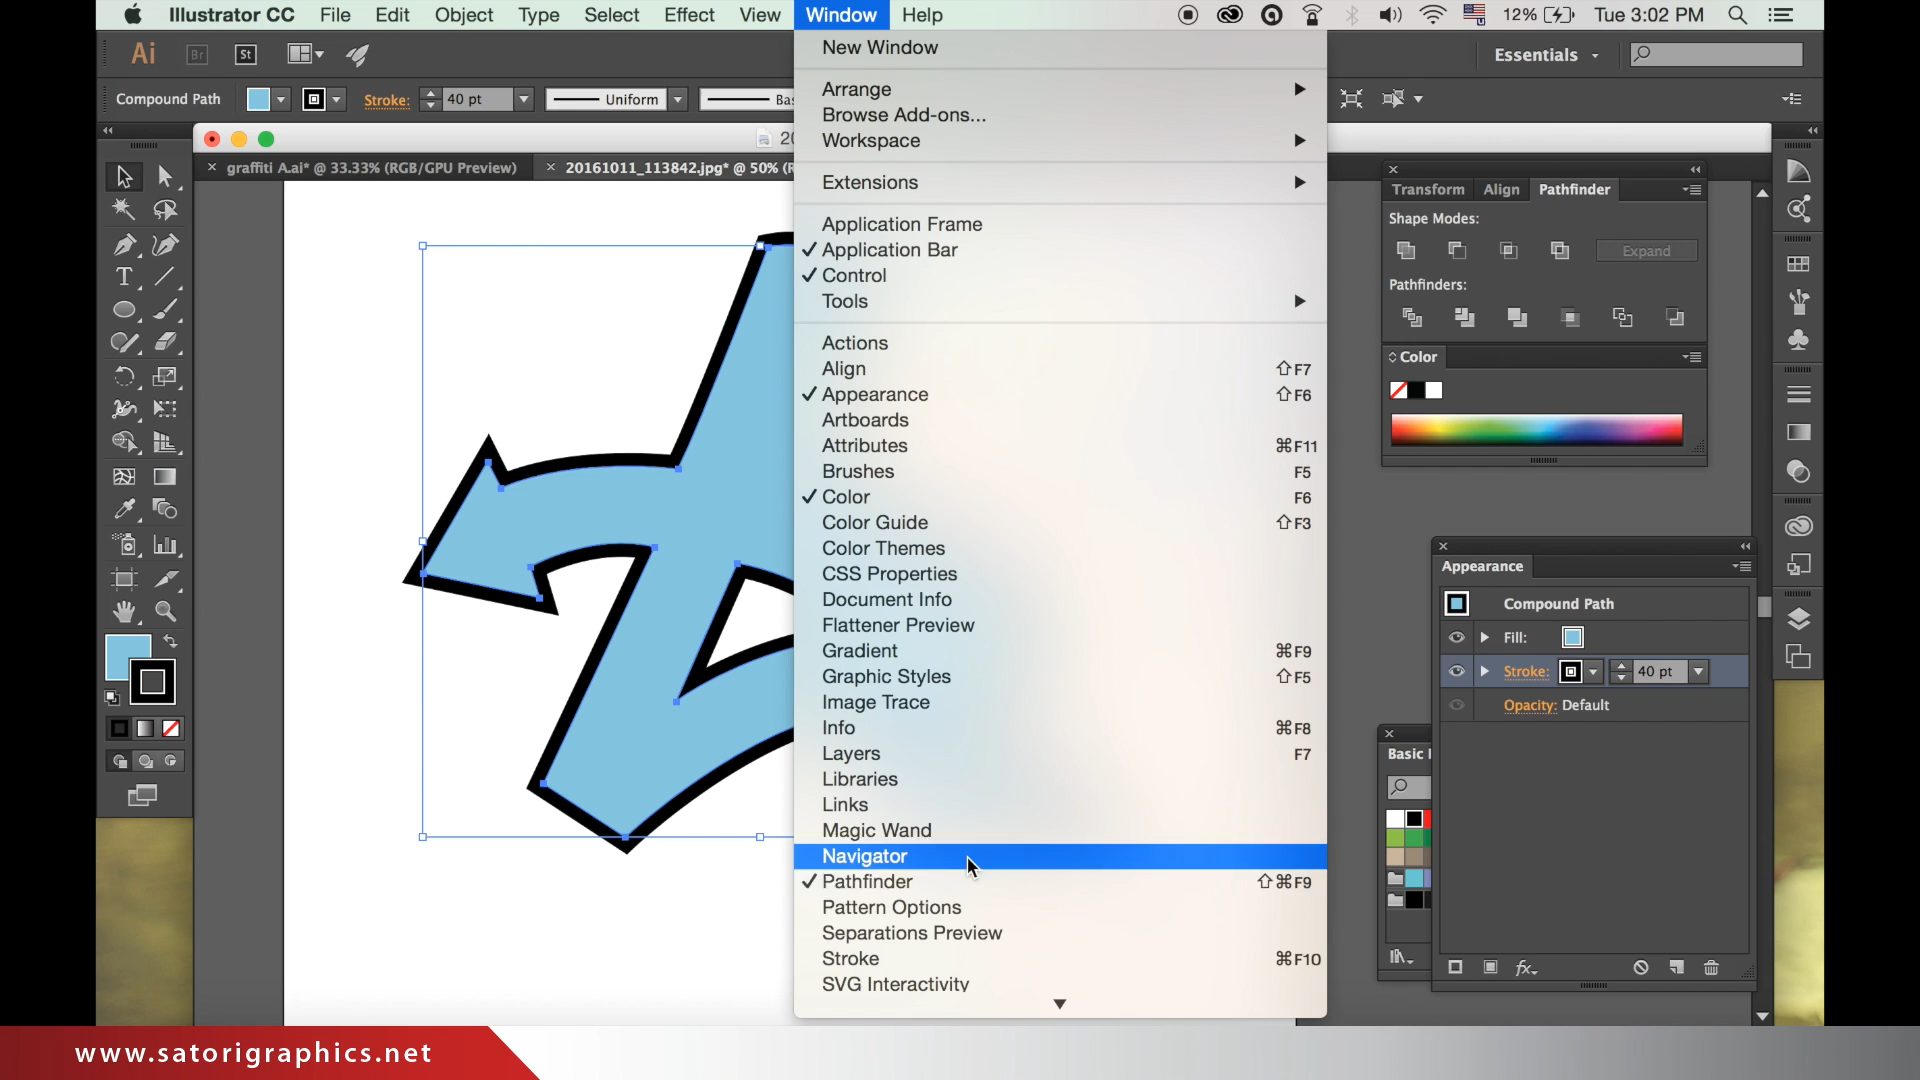 Illustrator CC File Edit Object Type Select Effect View Window Help 12% Tue 3:02 PM
Ai Br St Essentials
Compound Path Stroke: 40 pt Uniform
graffiti A.ai* @ 33.33% (RGB/GPU Preview) 20161011_113842.jpg* @ 50%
New Window
Arrange
Browse Add-ons...
Workspace
Extensions
Application Frame
Application Bar
Control
Tools
Actions
Align ⇧F7
Appearance ⇧F6
Artboards
Attributes ⌘F11
Brushes F5
Color F6
Color Guide ⇧F3
Color Themes
CSS Properties
Document Info
Flattener Preview
Gradient ⌘F9
Graphic Styles ⇧F5
Image Trace
Info ⌘F8
Layers F7
Libraries
Links
Magic Wand
Navigator
Pathfinder ⇧⌘F9
Pattern Options
Separations Preview
Stroke ⌘F10
SVG Interactivity
Transform Align Pathfinder
Shape Modes:
Expand
Pathfinders:
Color
Appearance
Compound Path
Fill:
Stroke: 40 pt
Opacity: Default
Basic
www.satorigraphics.net